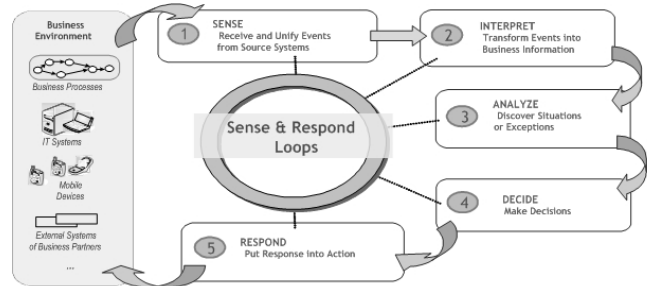 Business
Environment
Business Processes
IT Systems
Mobile
Devices
External Systems
of Business Partners
...
1
SENSE
Receive and Unify Events
from Source Systems
2
INTERPRET
Transform Events into
Business Information
3
ANALYZE
Discover Situations
or Exceptions
4
DECIDE
Make Decisions
5
RESPOND
Put Response into Action
Sense & Respond
Loops